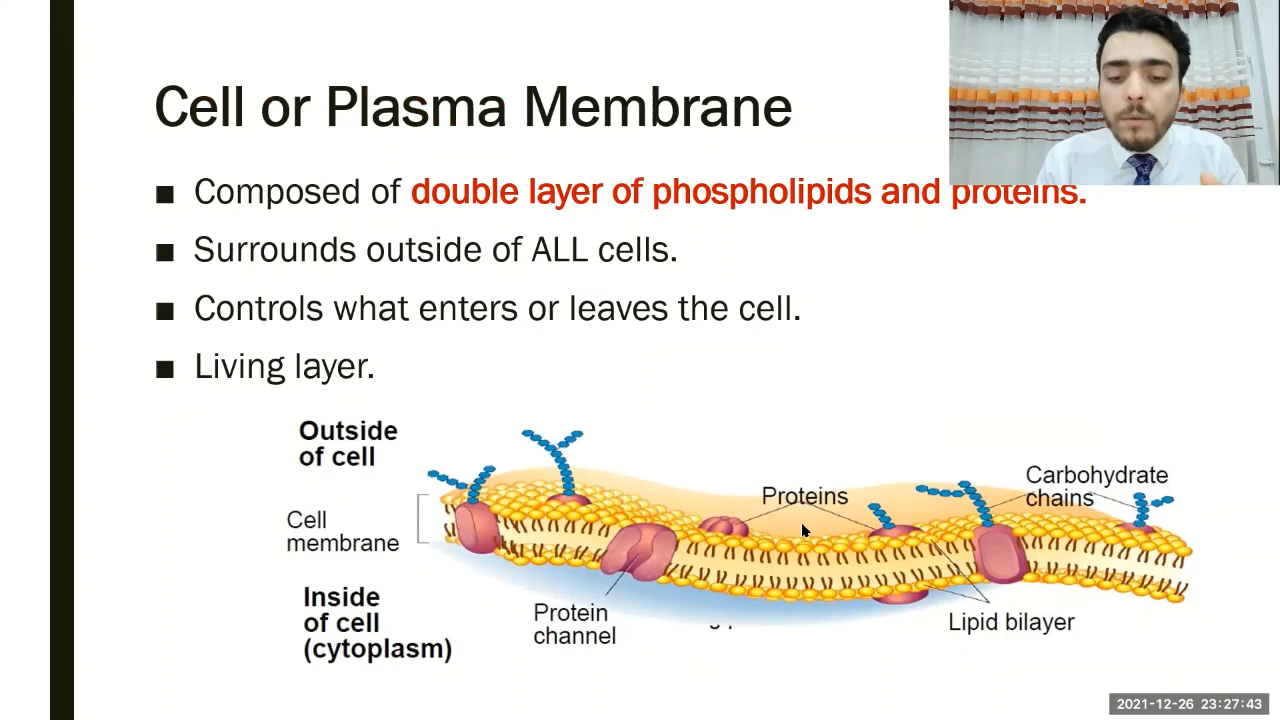 Cell or Plasma Membrane
■ Composed of double layer of phospholipids and proteins.
■ Surrounds outside of ALL cells.
■ Controls what enters or leaves the cell.
■ Living layer.
Outside
of cell
Cell
membrane
Inside
of cell
(cytoplasm)
Proteins
Carbohydrate
chains
Protein
channel
Lipid bilayer
2021-12-26 23:27:43